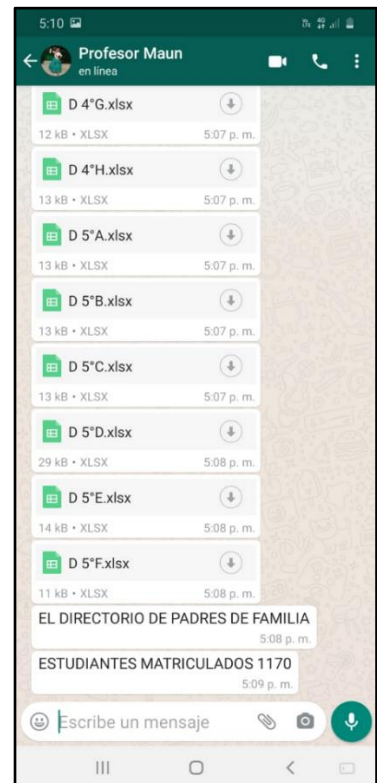 5:10
Profesor Maun
en línea
D 4°G.xlsx
12 kB • XLSX 5:07 p. m.
D 4°H.xlsx
13 kB • XLSX 5:07 p. m.
D 5°A.xlsx
13 kB • XLSX 5:07 p. m.
D 5°B.xlsx
13 kB • XLSX 5:07 p. m.
D 5°C.xlsx
13 kB • XLSX 5:07 p. m.
D 5°D.xlsx
29 kB • XLSX 5:08 p. m.
D 5°E.xlsx
14 kB • XLSX 5:08 p. m.
D 5°F.xlsx
11 kB • XLSX 5:08 p. m.
EL DIRECTORIO DE PADRES DE FAMILIA
5:08 p. m.
ESTUDIANTES MATRICULADOS 1170
5:09 p. m.
Escribe un mensaje